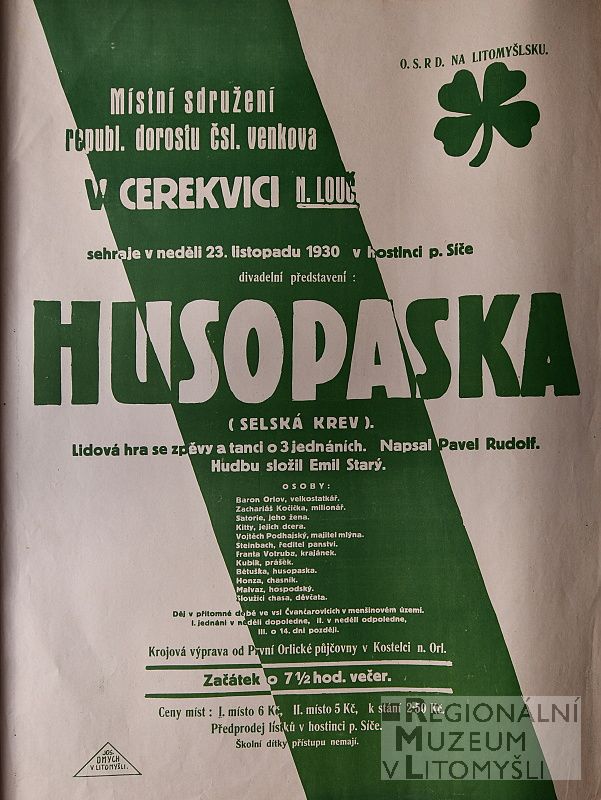 O. S. R D. NA LITOMYŠLSKU.
Místní sdružení
republ. dorostu čsl. venkova
V CEREKVICI N. LOUČ
sehraje v neděli 23. listopadu 1930 v hostinci p. Síče
divadelní představení :
HUSOPASKA
( SELSKÁ KREV ).
Lidová hra se zpěvy a tanci o 3 jednáních. Napsal Pavel Rudolf.
Hudbu složil Emil Starý.
OSOBY:
Baron Orlov, velkostatkář.
Zachariáš Kočička, milionář.
Satorie, jeho žena.
Kitty, jejich dcera.
Vojtěch Podhajský, majitel mlýna.
Steinbach, ředitel panství.
Franta Votruba, krajánek.
Kubík, prášek.
Bětuška, husopaska.
Honza, chasník.
Malvaz, hospodský.
Sloužící chasa, děvčata.
Děj v přítomné době ve vsi Čvančarovicích v menšinovém území.
I. jednání v neděli dopoledne, II. v neděli odpoledne,
III. o 14. dní později.
Krojová výprava od První Orlické půjčovny v Kostelci n. Orl.
Začátek o 7 1/2 hod. večer.
Ceny míst : I. místo 6 Kč, II. místo 5 Kč, k stání 2·50 Kč.
Předprodej lístků v hostinci p. Síče.
Školní dítky přístupu nemají.
JOS.
DMYCH
V LITOMYŠLI.
REGIONÁLNÍ
MUZEUM
V LITOMYŠLI